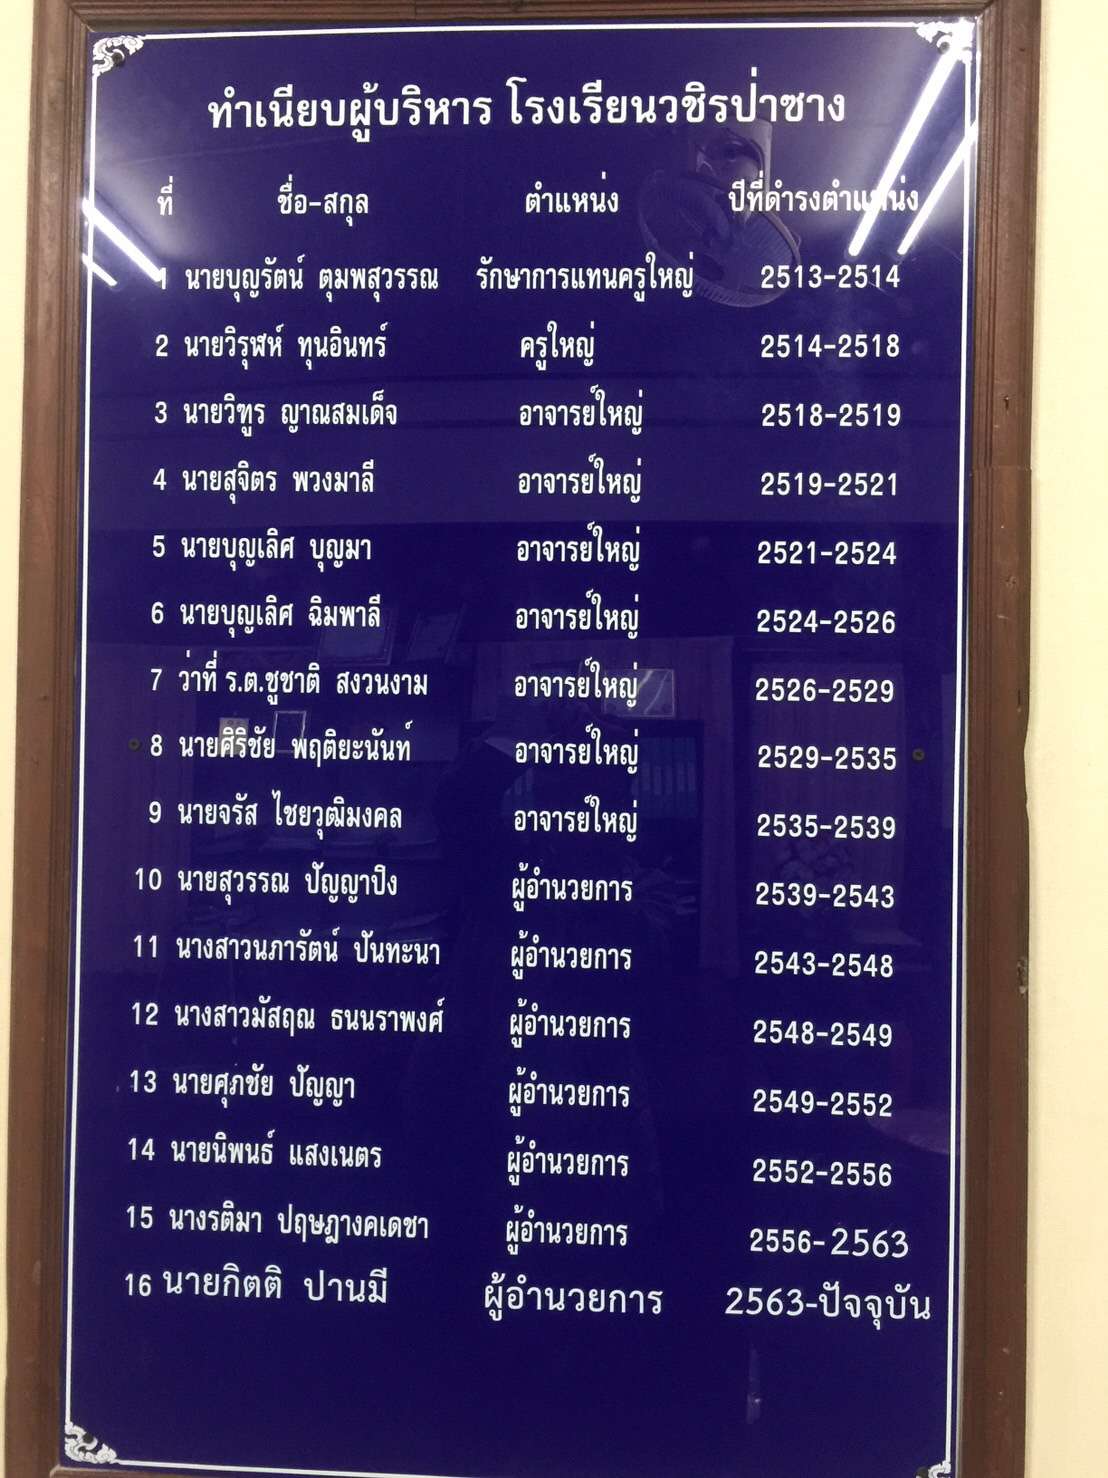 ทำเนียบผู้บริหาร โรงเรียนวชิรป่าซาง
ที่ ชื่อ-สกุล ตำแหน่ง ปีที่ดำรงตำแหน่ง
1 นายบุญรัตน์ ตุมพสุวรรณ รักษาการแทนครูใหญ่ 2513-2514
2 นายวิรุฬห์ ทุนอินทร์ ครูใหญ่ 2514-2518
3 นายวิฑูร ญาณสมเด็จ อาจารย์ใหญ่ 2518-2519
4 นายสุจิตร พวงมาลี อาจารย์ใหญ่ 2519-2521
5 นายบุญเลิศ บุญมา อาจารย์ใหญ่ 2521-2524
6 นายบุญเลิศ ฉิมพาลี อาจารย์ใหญ่ 2524-2526
7 ว่าที่ ร.ต.ชูชาติ สงวนงาม อาจารย์ใหญ่ 2526-2529
8 นายศิริชัย พฤติยะนันท์ อาจารย์ใหญ่ 2529-2535
9 นายจรัส ไชยวุฒิมงคล อาจารย์ใหญ่ 2535-2539
10 นายสุวรรณ ปัญญาปิง ผู้อำนวยการ 2539-2543
11 นางสาวนภารัตน์ ปันทะนา ผู้อำนวยการ 2543-2548
12 นางสาวมัสฤณ ธนนราพงศ์ ผู้อำนวยการ 2548-2549
13 นายศุภชัย ปัญญา ผู้อำนวยการ 2549-2552
14 นายนิพนธ์ แสงเนตร ผู้อำนวยการ 2552-2556
15 นางรติมา ปฤษฎางคเดชา ผู้อำนวยการ 2556-2563
16 นายกิตติ ปานมี ผู้อำนวยการ 2563-ปัจจุบัน